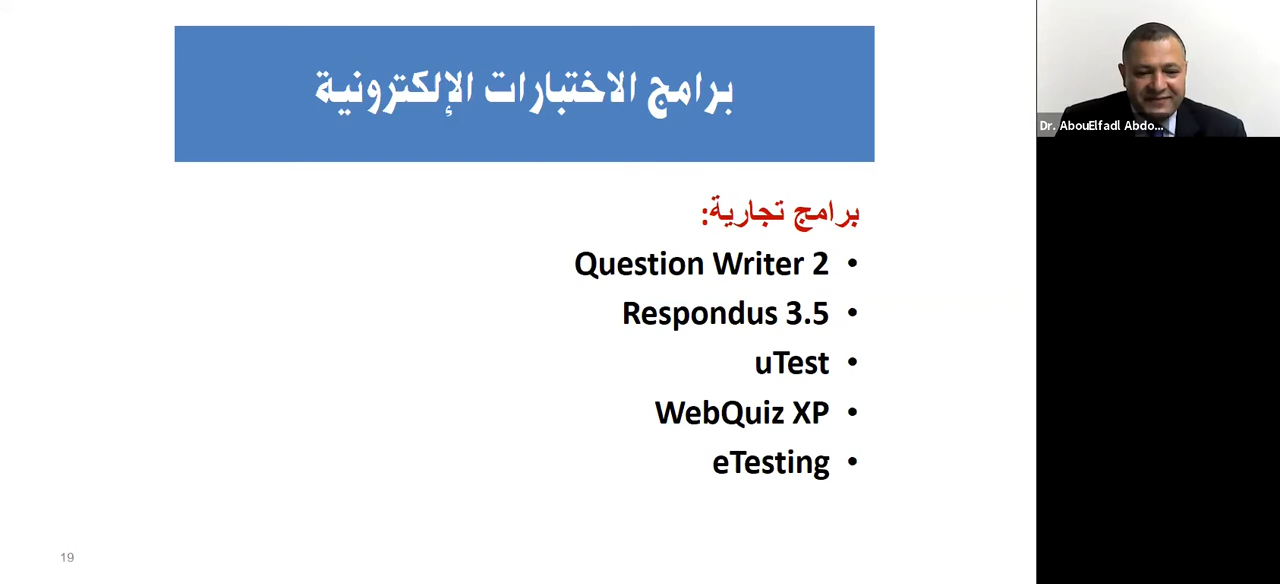 برامج الاختبارات الإلكترونية
برامج تجارية:
• Question Writer 2
• Respondus 3.5
• uTest
• WebQuiz XP
• eTesting
19
Dr. AbouElfadl Abdo...